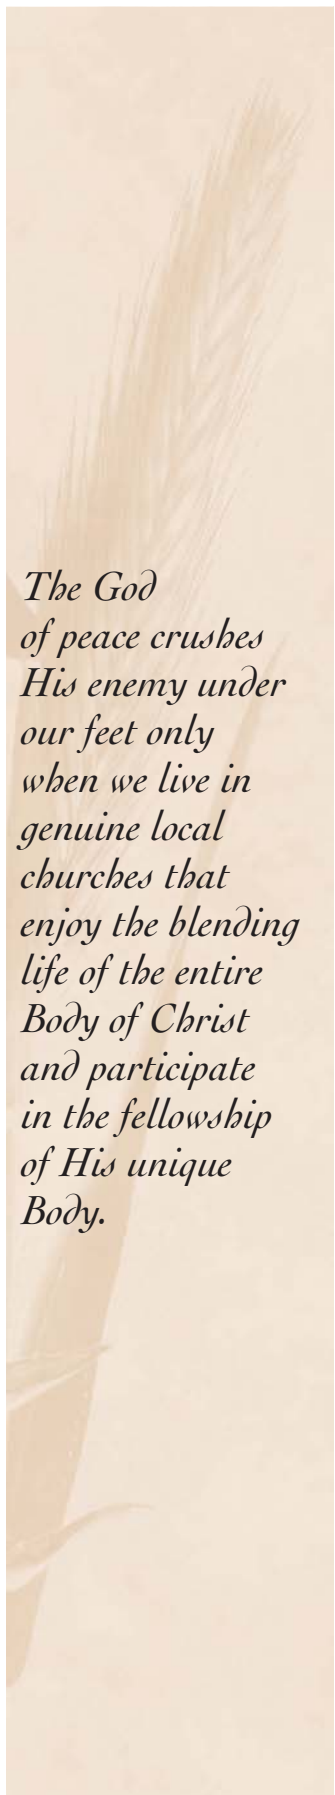 The God
of peace crushes
His enemy under
our feet only
when we live in
genuine local
churches that
enjoy the blending
life of the entire
Body of Christ
and participate
in the fellowship
of His unique
Body.